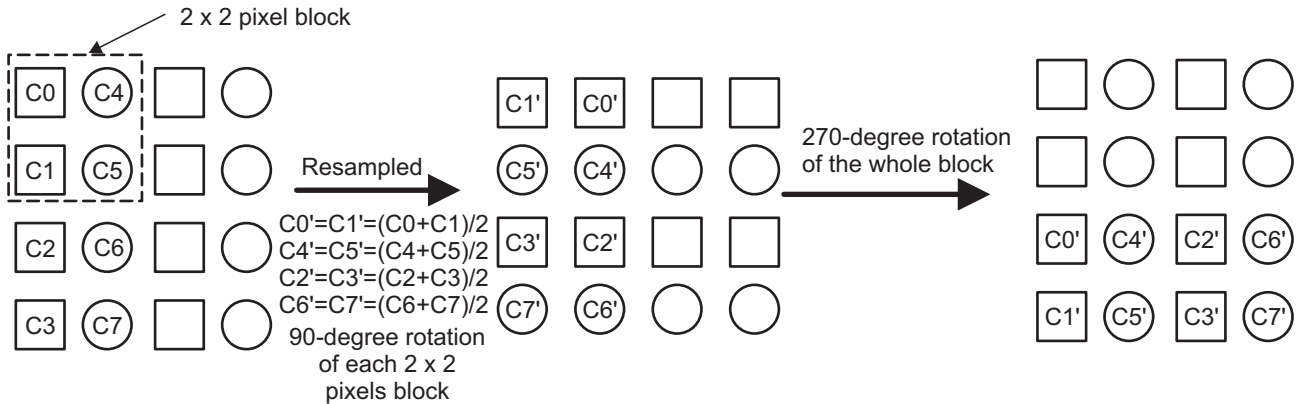 2 x 2 pixel block
C0 C4
C1 C5
C2 C6
C3 C7
Resampled
C0'=C1'=(C0+C1)/2
C4'=C5'=(C4+C5)/2
C2'=C3'=(C2+C3)/2
C6'=C7'=(C6+C7)/2
90-degree rotation
of each 2 x 2
pixels block
C1' C0'
C5' C4'
C3' C2'
C7' C6'
270-degree rotation
of the whole block
C0' C4' C2' C6'
C1' C5' C3' C7'